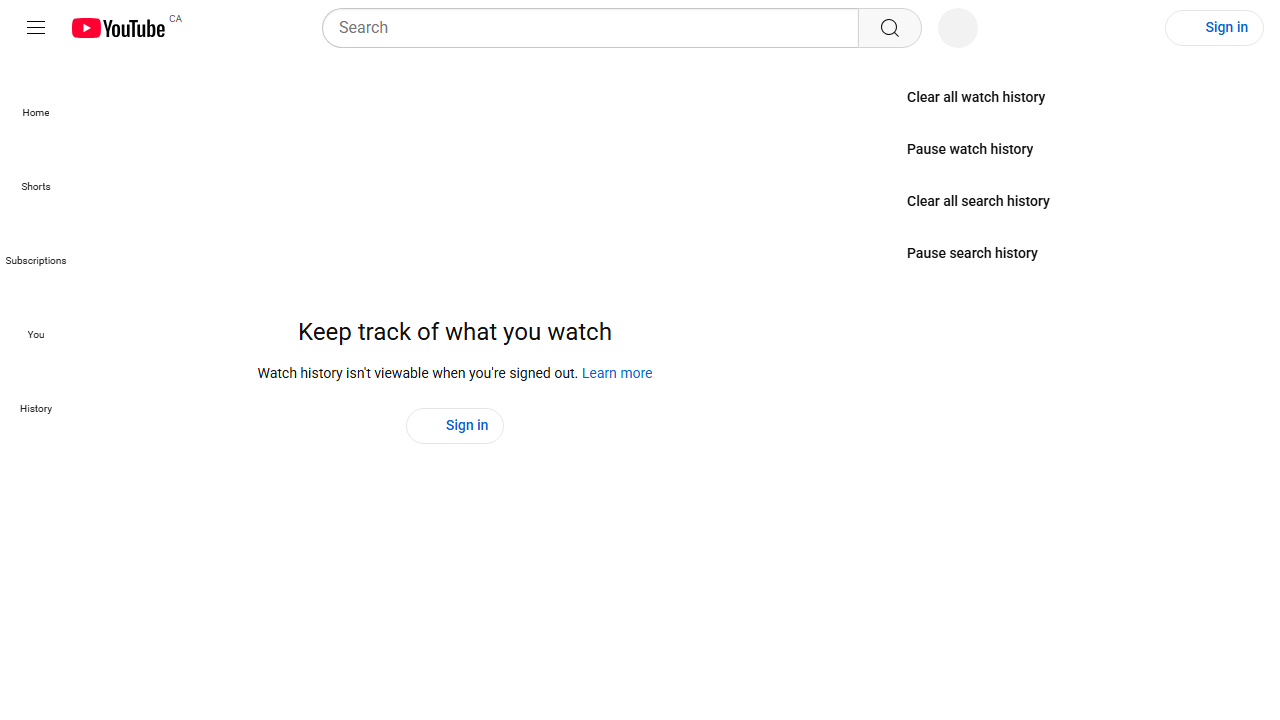 YouTube CA
Search
Sign in
Home
Shorts
Subscriptions
You
History
Keep track of what you watch
Watch history isn't viewable when you're signed out. Learn more
Sign in
Clear all watch history
Pause watch history
Clear all search history
Pause search history